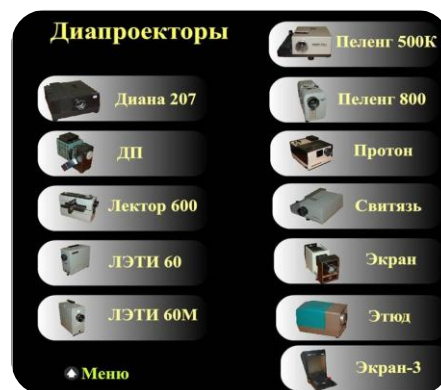 Диапроекторы
Диана 207
ДП
Лектор 600
ЛЭТИ 60
ЛЭТИ 60М
Меню
Пеленг 500К
Пеленг 800
Протон
Свитязь
Экран
Этюд
Экран-3